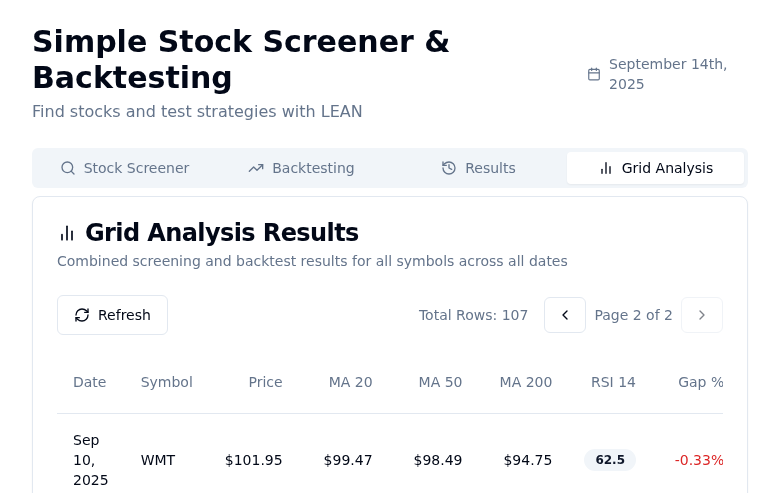 Simple Stock Screener &
Backtesting
September 14th,
2025
Find stocks and test strategies with LEAN
Stock Screener
Backtesting
Results
Grid Analysis
Grid Analysis Results
Combined screening and backtest results for all symbols across all dates
Refresh
Total Rows: 107
Page 2 of 2
Date Symbol Price MA 20 MA 50 MA 200 RSI 14 Gap %
Sep
10,
2025
WMT $101.95 $99.47 $98.49 $94.75 62.5 -0.33%